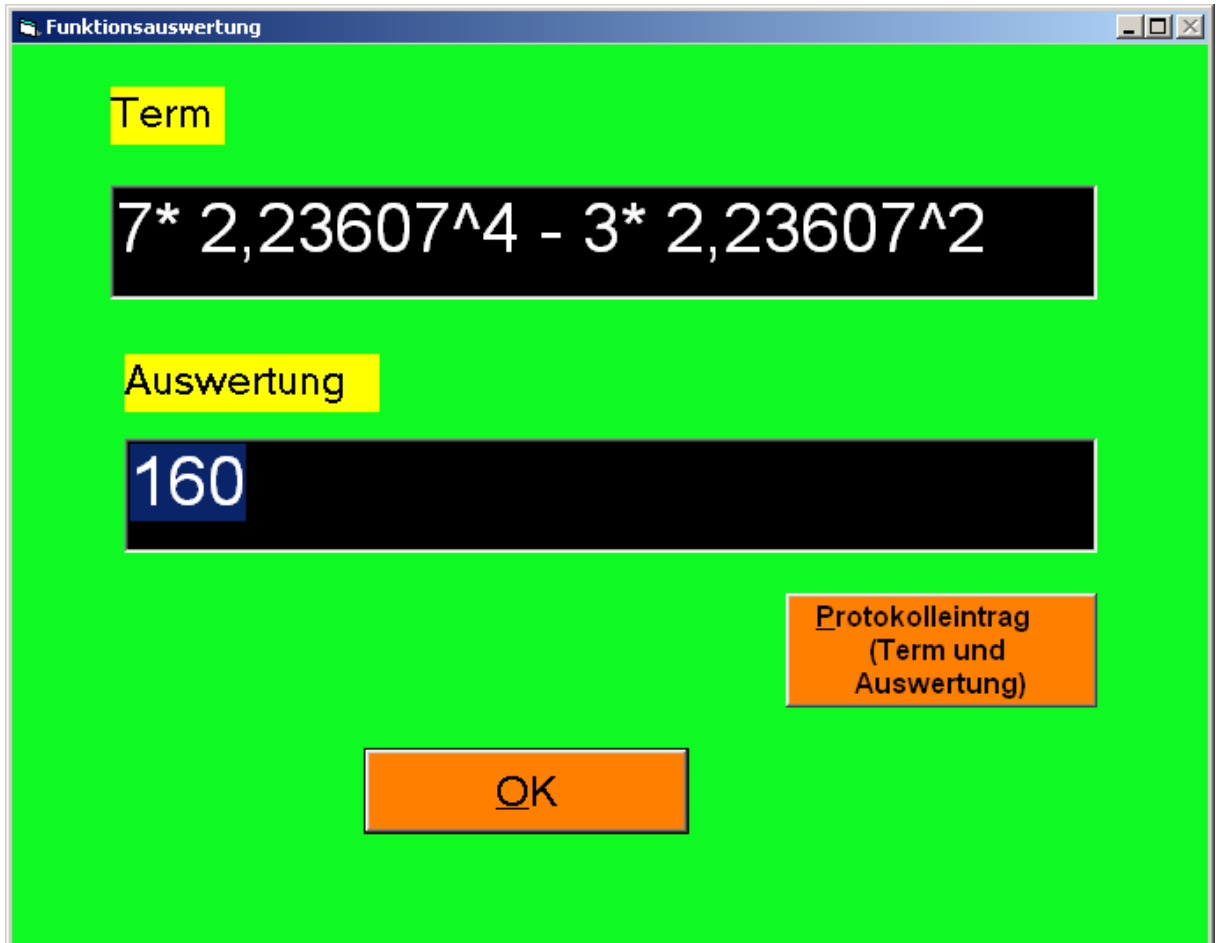 Funktionsauswertung
Term
7* 2,23607^4 - 3* 2,23607^2
Auswertung
160
Protokolleintrag
(Term und
Auswertung)
OK